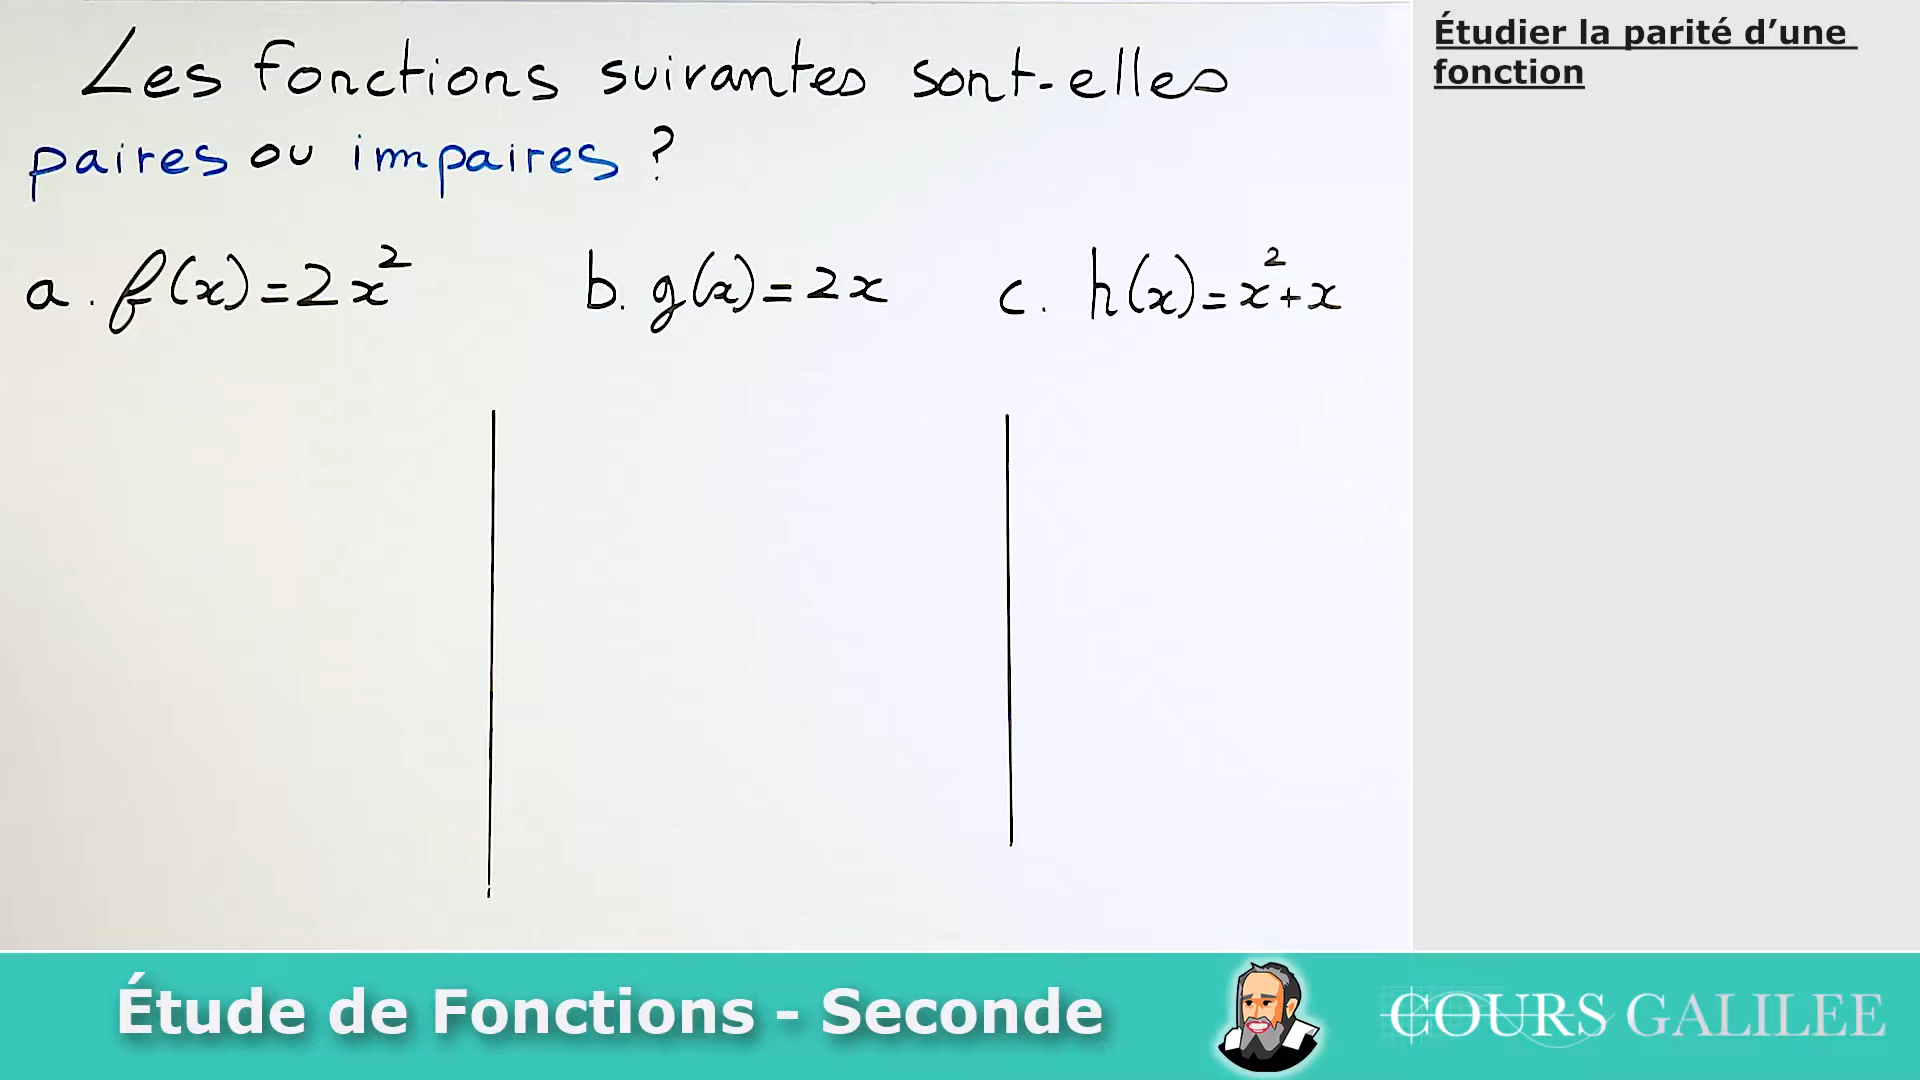 Les fonctions suivantes sont-elles
paires ou impaires ?
a. f(x)=2x²
b. g(x)=2x
c. h(x)=x²+x
Étudier la parité d’une
fonction
Étude de Fonctions - Seconde
COURS GALILEE